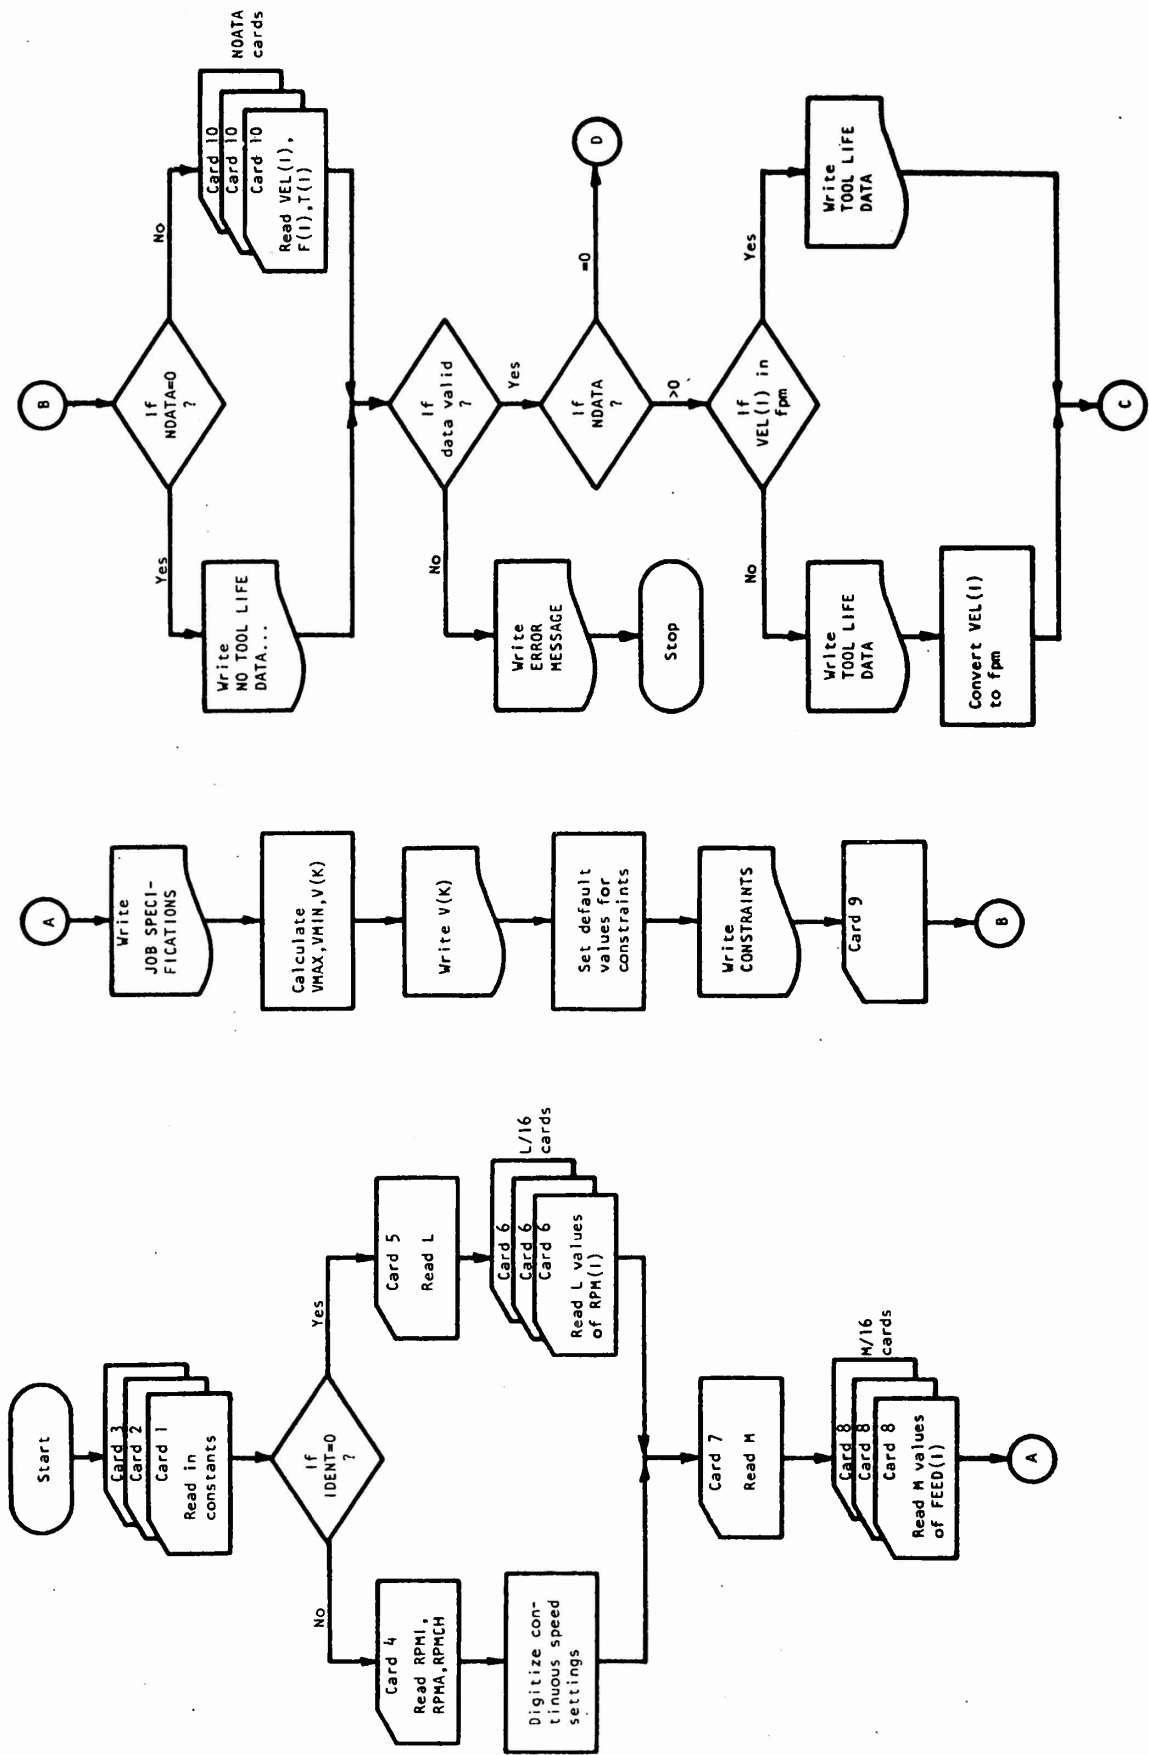 Start
Card 3
Card 2
Card 1
Read in
constants
If
IDENT=0
?
No
Yes
Card 4
Read RPMI,
RPMA,RPMCH
Digitize con-
tinuous speed
settings
Card 5
Read L
L/16
cards
Card 6
Card 6
Card 6
Read L values
of RPM(I)
Card 7
Read M
M/16
cards
Card 8
Card 8
Card 8
Read M values
of FEED(I)
A
A
Write
JOB SPECI-
FICATIONS
Calculate
VMAX,VMIN,V(K)
Write V(K)
Set default
values for
constraints
Write
CONSTRAINTS
Card 9
B
B
If
NDATA=0
?
Yes
No
Write
NO TOOL LIFE
DATA...
NDATA
cards
Card 10
Card 10
Card 10
Read VEL(I),
F(I),T(I)
If
data valid
?
No
Yes
Write
ERROR
MESSAGE
Stop
If
NDATA
?
=0
D
>0
If
VEL(I) in
fpm
No
Yes
Write
TOOL LIFE
DATA
Convert VEL(I)
to fpm
Write
TOOL LIFE
DATA
C